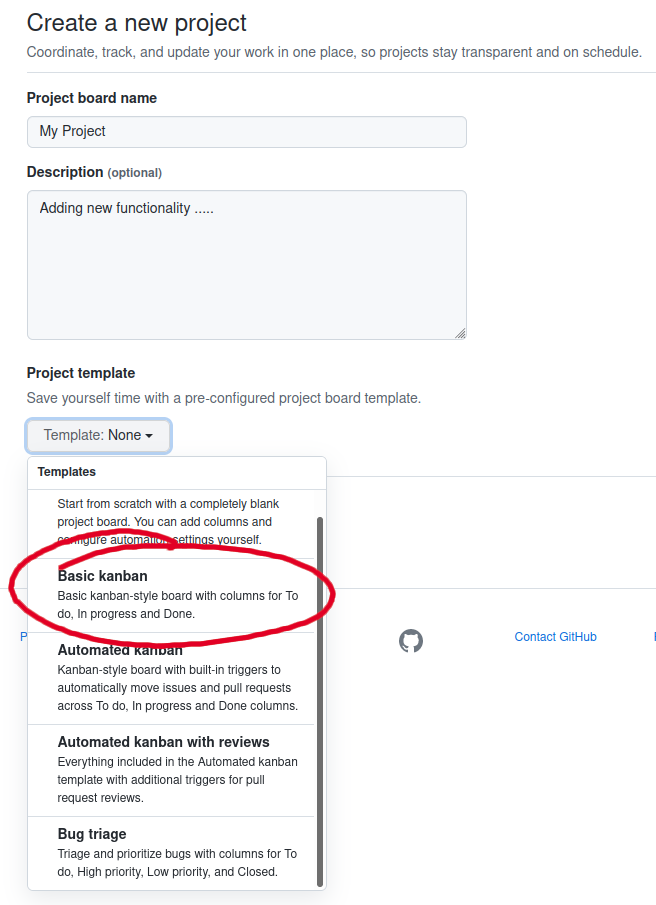 Create a new project
Coordinate, track, and update your work in one place, so projects stay transparent and on schedule.
Project board name
My Project
Description (optional)
Adding new functionality .....
Project template
Save yourself time with a pre-configured project board template.
Template: None
Templates
Start from scratch with a completely blank
project board. You can add columns and
configure automation settings yourself.
Basic kanban
Basic kanban-style board with columns for To
do, In progress and Done.
P
Contact GitHub
Automated kanban
Kanban-style board with built-in triggers to
automatically move issues and pull requests
across To do, In progress and Done columns.
Automated kanban with reviews
Everything included in the Automated kanban
template with additional triggers for pull
request reviews.
Bug triage
Triage and prioritize bugs with columns for To
do, High priority, Low priority, and Closed.